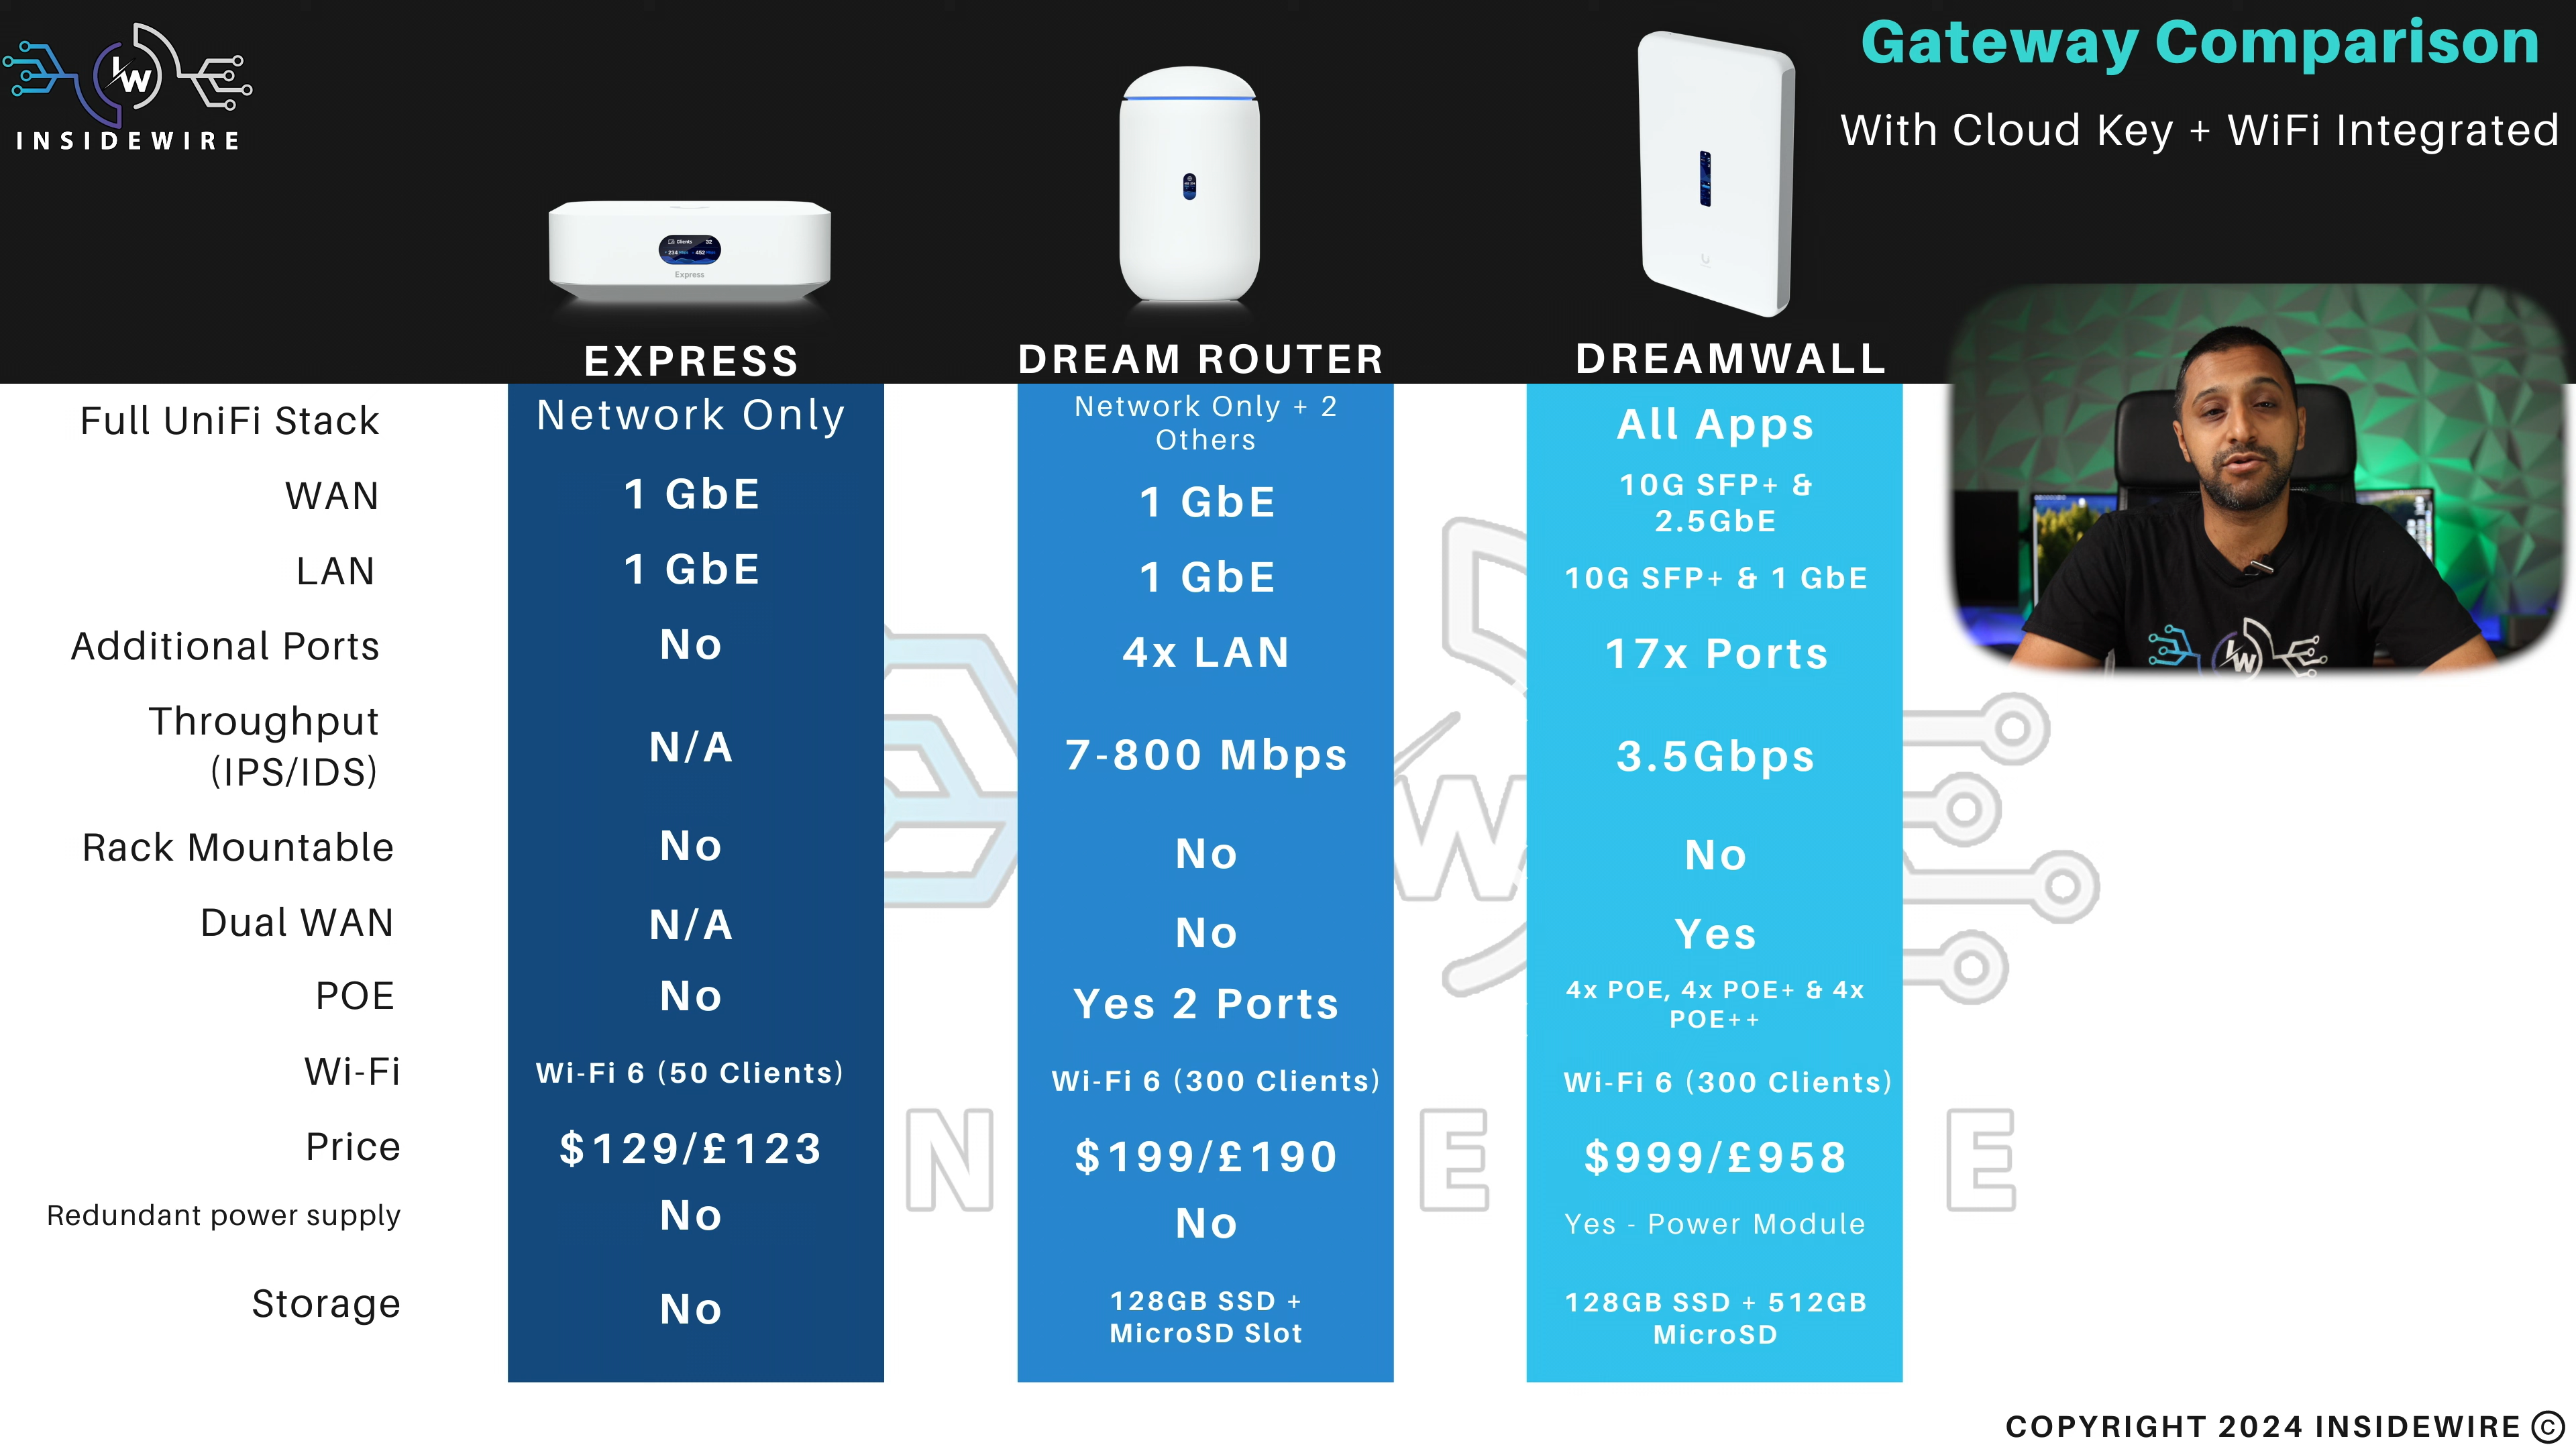 INSIDEWIRE
Gateway Comparison
With Cloud Key + WiFi Integrated
Express
EXPRESS
DREAM ROUTER
DREAMWALL
Full UniFi Stack
Network Only
Network Only + 2
Others
All Apps
WAN
1 GbE
1 GbE
10G SFP+ &
2.5GbE
LAN
1 GbE
1 GbE
10G SFP+ & 1 GbE
Additional Ports
No
4x LAN
17x Ports
Throughput
(IPS/IDS)
N/A
7-800 Mbps
3.5Gbps
Rack Mountable
No
No
No
Dual WAN
N/A
No
Yes
POE
No
Yes 2 Ports
4x POE, 4x POE+ & 4x
POE++
Wi-Fi
Wi-Fi 6 (50 Clients)
Wi-Fi 6 (300 Clients)
Wi-Fi 6 (300 Clients)
Price
$129/£123
$199/£190
$999/£958
Redundant power supply
No
No
Yes - Power Module
Storage
No
128GB SSD +
MicroSD Slot
128GB SSD + 512GB
MicroSD
COPYRIGHT 2024 INSIDEWIRE ©